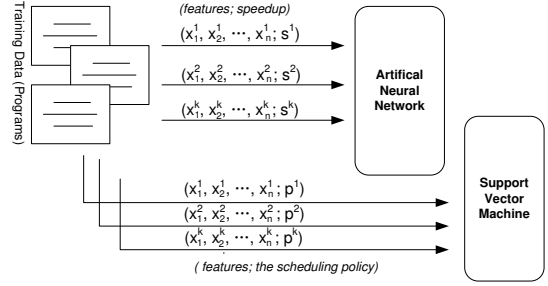 Training Data (Programs)
(features; speedup)
(x₁¹, x₂¹, ···, xₙ¹; s¹)
(x₁², x₂², ···, xₙ²; s²)
(x₁ᵏ, x₂ᵏ, ···, xₙᵏ; sᵏ)
Artifical
Neural
Network
(x₁¹, x₂¹, ···, xₙ¹; p¹)
(x₁², x₂², ···, xₙ²; p²)
(x₁ᵏ, x₂ᵏ, ···, xₙᵏ; pᵏ)
( features; the scheduling policy)
Support
Vector
Machine